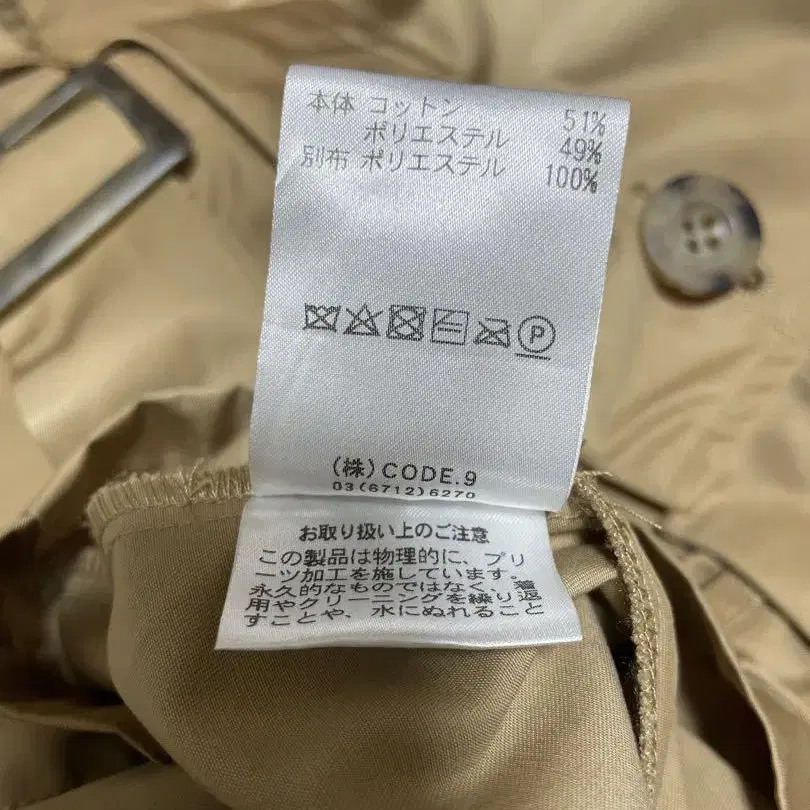 本体 コットン 51%
ポリエステル 49%
別布 ポリエステル 100%
P
(株) CODE.9
03(6712)6270
お取り扱い上のご注意
この製品は物理的に、プリ
ーツ加工を施しています。
永久的なものではなく、着
用やクリーニングを繰り返
すことや、水にぬれること